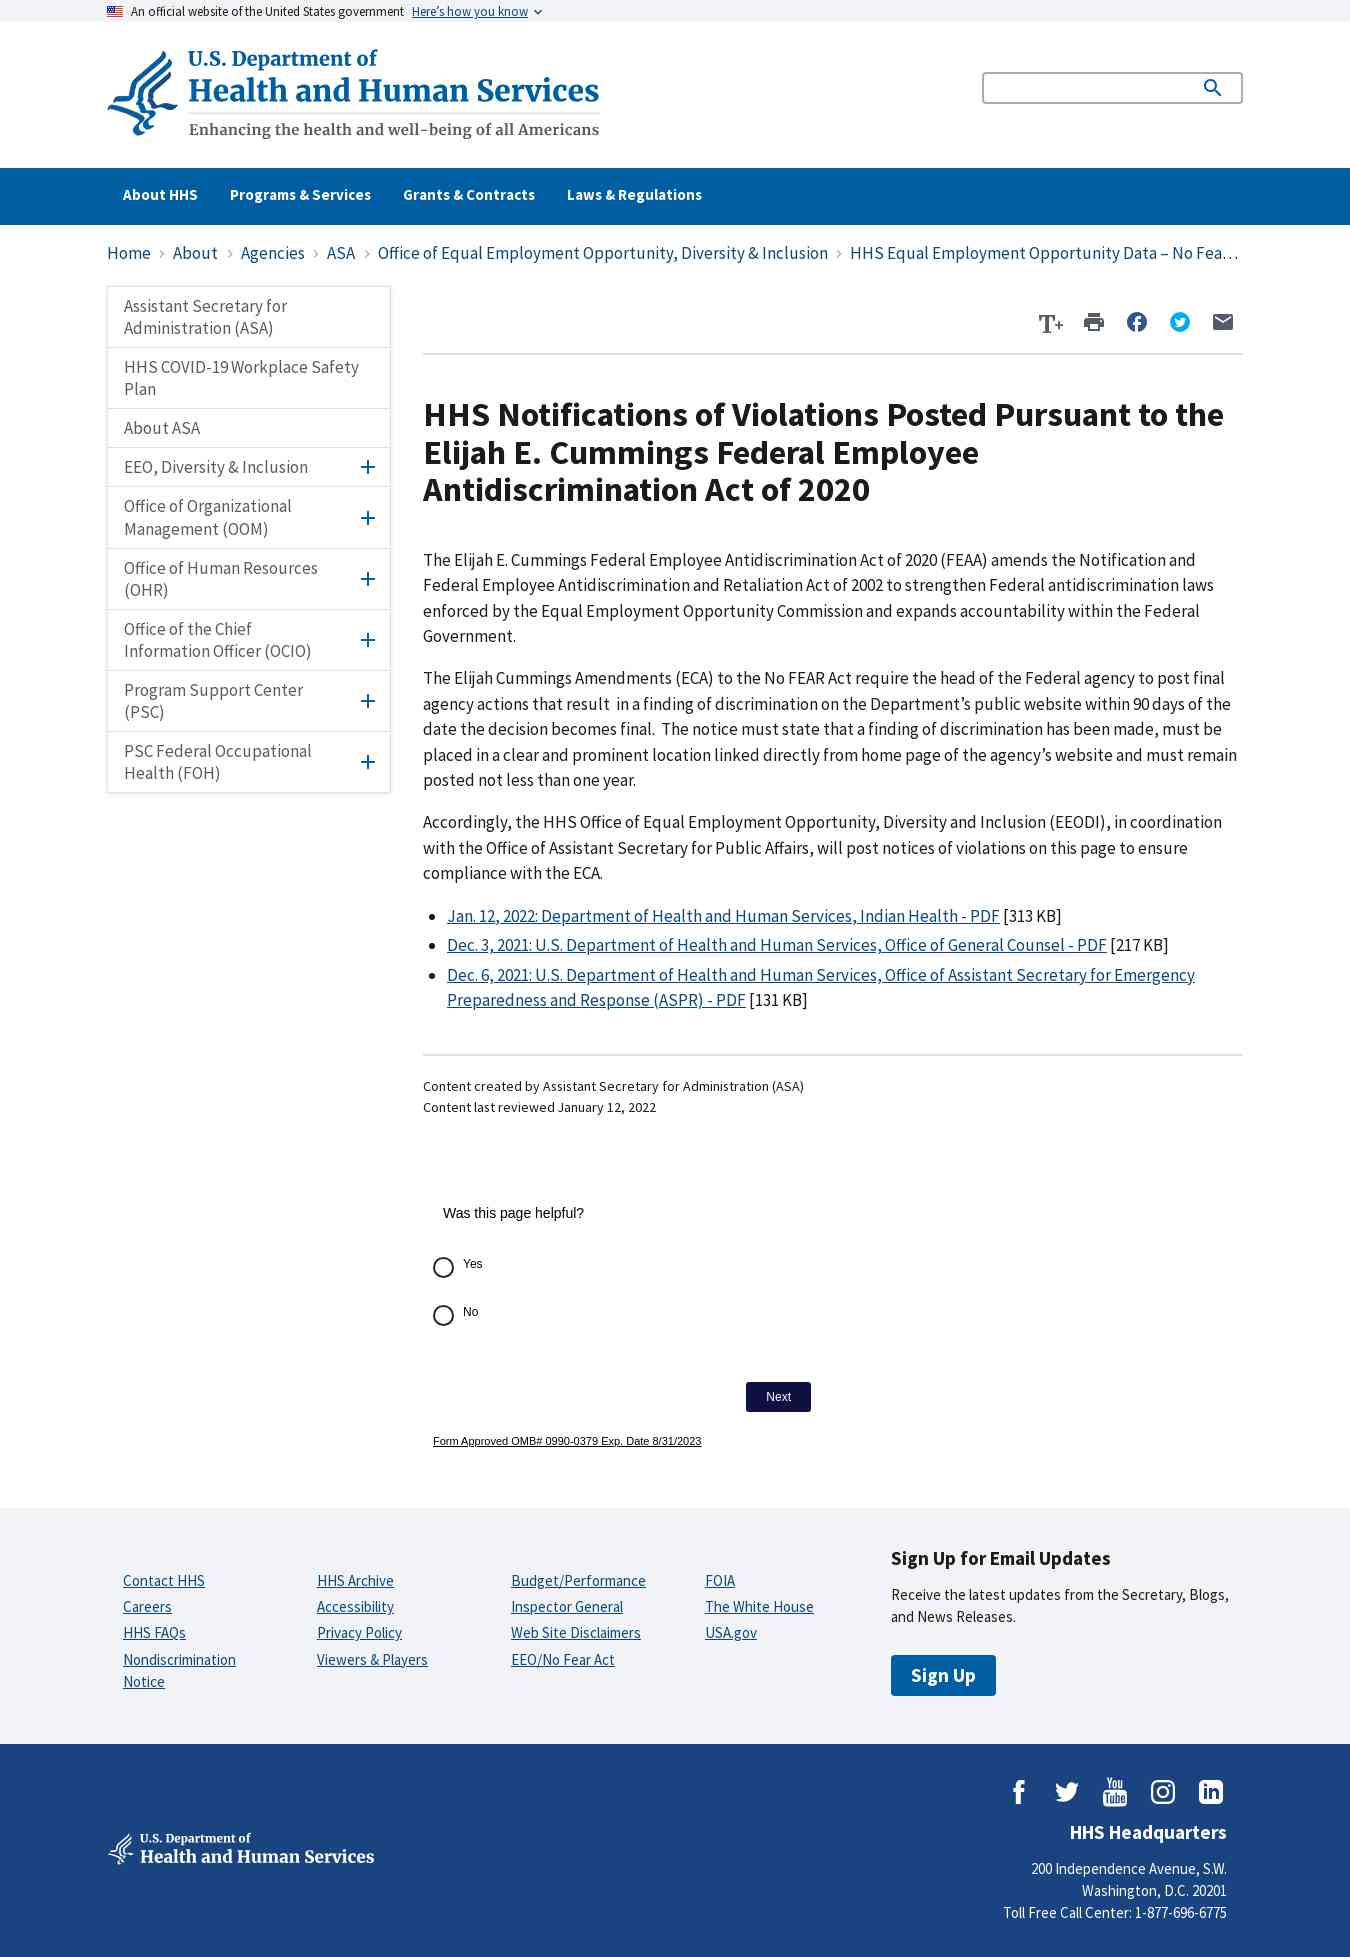 An official website of the United States government Here’s how you know
U.S. Department of
Health and Human Services
Enhancing the health and well-being of all Americans
About HHS Programs & Services Grants & Contracts Laws & Regulations
Home › About › Agencies › ASA › Office of Equal Employment Opportunity, Diversity & Inclusion › HHS Equal Employment Opportunity Data – No Fea…
Assistant Secretary for
Administration (ASA)
HHS COVID-19 Workplace Safety
Plan
About ASA
EEO, Diversity & Inclusion
Office of Organizational
Management (OOM)
Office of Human Resources
(OHR)
Office of the Chief
Information Officer (OCIO)
Program Support Center
(PSC)
PSC Federal Occupational
Health (FOH)
T+
HHS Notifications of Violations Posted Pursuant to the
Elijah E. Cummings Federal Employee
Antidiscrimination Act of 2020
The Elijah E. Cummings Federal Employee Antidiscrimination Act of 2020 (FEAA) amends the Notification and
Federal Employee Antidiscrimination and Retaliation Act of 2002 to strengthen Federal antidiscrimination laws
enforced by the Equal Employment Opportunity Commission and expands accountability within the Federal
Government.
The Elijah Cummings Amendments (ECA) to the No FEAR Act require the head of the Federal agency to post final
agency actions that result  in a finding of discrimination on the Department’s public website within 90 days of the
date the decision becomes final.  The notice must state that a finding of discrimination has been made, must be
placed in a clear and prominent location linked directly from home page of the agency’s website and must remain
posted not less than one year.
Accordingly, the HHS Office of Equal Employment Opportunity, Diversity and Inclusion (EEODI), in coordination
with the Office of Assistant Secretary for Public Affairs, will post notices of violations on this page to ensure
compliance with the ECA.
• Jan. 12, 2022: Department of Health and Human Services, Indian Health - PDF [313 KB]
• Dec. 3, 2021: U.S. Department of Health and Human Services, Office of General Counsel - PDF [217 KB]
• Dec. 6, 2021: U.S. Department of Health and Human Services, Office of Assistant Secretary for Emergency
Preparedness and Response (ASPR) - PDF [131 KB]
Content created by Assistant Secretary for Administration (ASA)
Content last reviewed January 12, 2022
Was this page helpful?
Yes
No
Next
Form Approved OMB# 0990-0379 Exp. Date 8/31/2023
Contact HHS
Careers
HHS FAQs
Nondiscrimination
Notice
HHS Archive
Accessibility
Privacy Policy
Viewers & Players
Budget/Performance
Inspector General
Web Site Disclaimers
EEO/No Fear Act
FOIA
The White House
USA.gov
Sign Up for Email Updates
Receive the latest updates from the Secretary, Blogs,
and News Releases.
Sign Up
You
Tube
in
U.S. Department of
Health and Human Services
HHS Headquarters
200 Independence Avenue, S.W.
Washington, D.C. 20201
Toll Free Call Center: 1-877-696-6775